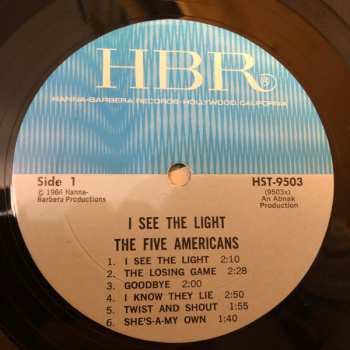 HBR®
HANNA-BARBERA RECORDS·HOLLYWOOD, CALIFORNIA
Side 1
HST-9503
© 1966 Hanna-
Barbera Productions
(9503x)
An Abnak
Production
I SEE THE LIGHT
THE FIVE AMERICANS
1. I SEE THE LIGHT 2:10
2. THE LOSING GAME 2:28
3. GOODBYE 2:00
4. I KNOW THEY LIE 2:50
5. TWIST AND SHOUT 1:55
6. SHE'S-A-MY OWN 1:40